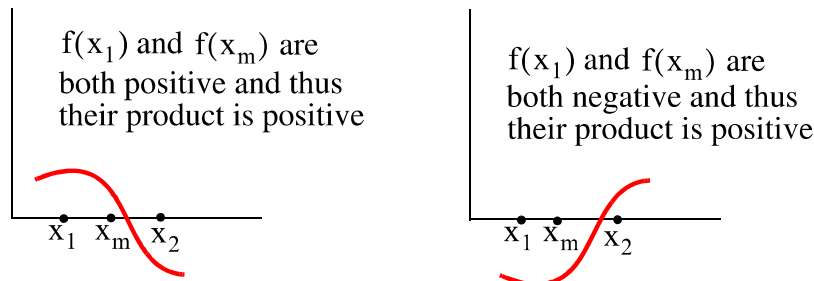 f(x₁) and f(xₘ) are
both positive and thus
their product is positive
x₁ xₘ x₂
f(x₁) and f(xₘ) are
both negative and thus
their product is positive
x₁ xₘ x₂